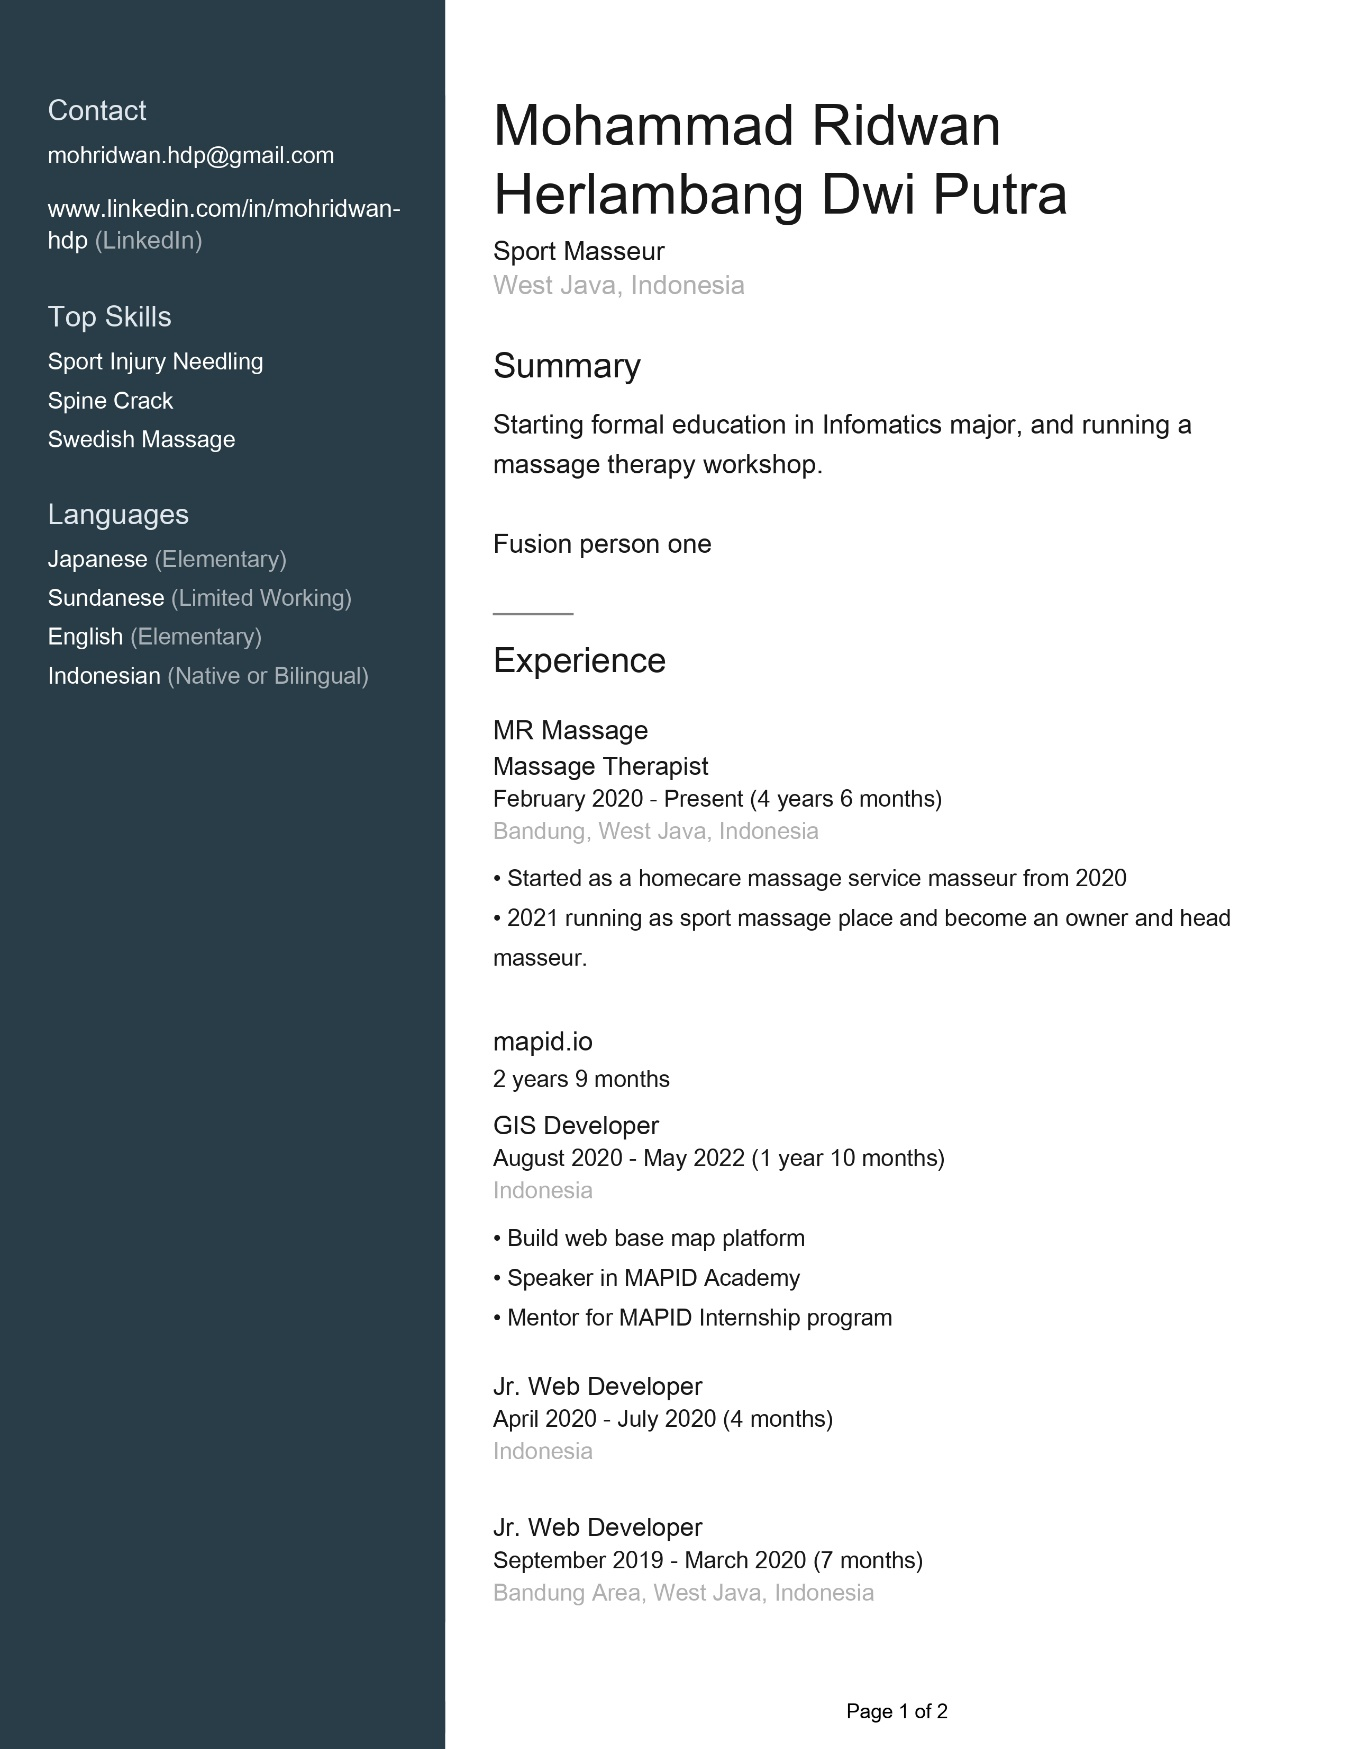 Contact
mohridwan.hdp@gmail.com
www.linkedin.com/in/mohridwan-
hdp (LinkedIn)
Top Skills
Sport Injury Needling
Spine Crack
Swedish Massage
Languages
Japanese (Elementary)
Sundanese (Limited Working)
English (Elementary)
Indonesian (Native or Bilingual)
Mohammad Ridwan
Herlambang Dwi Putra
Sport Masseur
West Java, Indonesia
Summary
Starting formal education in Infomatics major, and running a
massage therapy workshop.
Fusion person one
Experience
MR Massage
Massage Therapist
February 2020 - Present (4 years 6 months)
Bandung, West Java, Indonesia
• Started as a homecare massage service masseur from 2020
• 2021 running as sport massage place and become an owner and head
masseur.
mapid.io
2 years 9 months
GIS Developer
August 2020 - May 2022 (1 year 10 months)
Indonesia
• Build web base map platform
• Speaker in MAPID Academy
• Mentor for MAPID Internship program
Jr. Web Developer
April 2020 - July 2020 (4 months)
Indonesia
Jr. Web Developer
September 2019 - March 2020 (7 months)
Bandung Area, West Java, Indonesia
Page 1 of 2